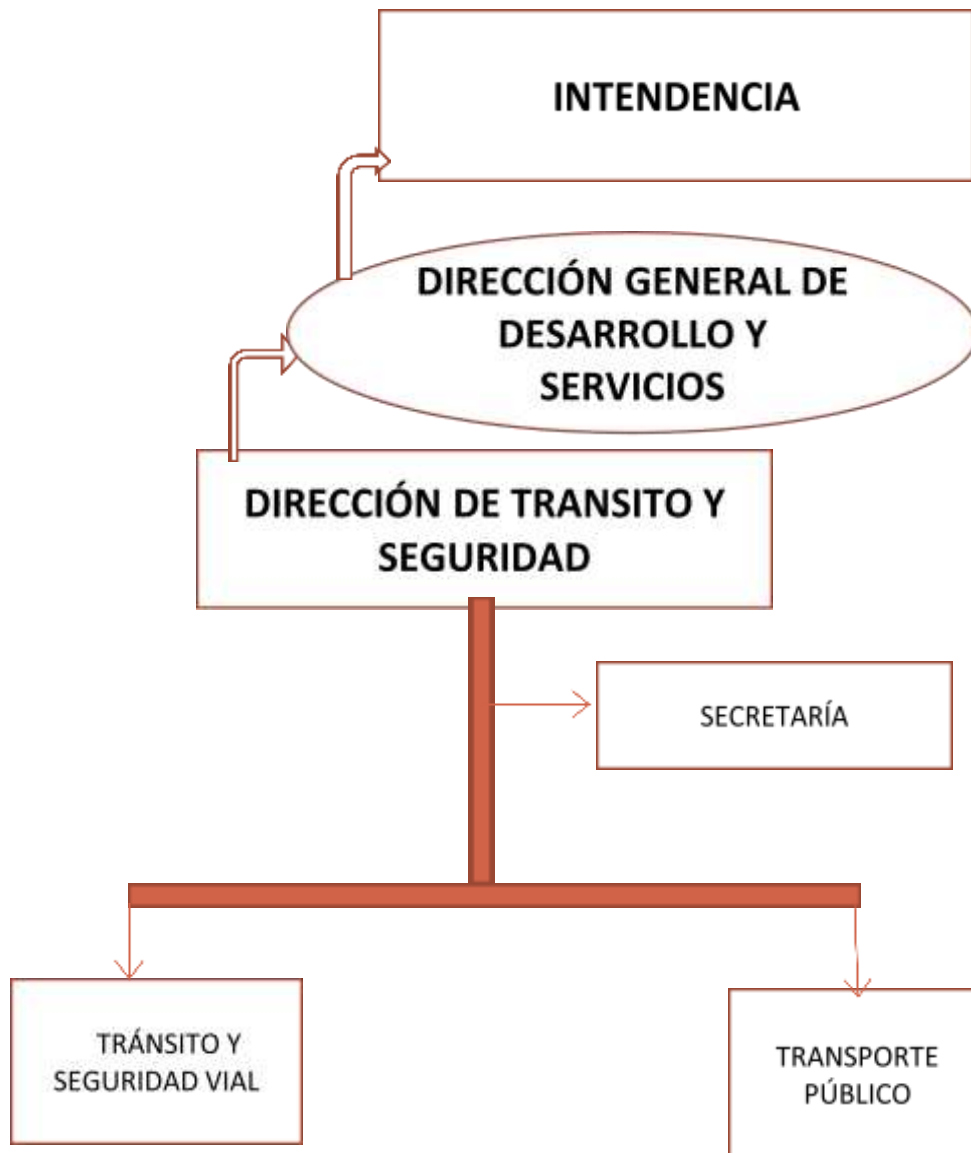 INTENDENCIA
DIRECCIÓN GENERAL DE
DESARROLLO Y
SERVICIOS
DIRECCIÓN DE TRANSITO Y
SEGURIDAD
SECRETARÍA
TRÁNSITO Y
SEGURIDAD VIAL
TRANSPORTE
PÚBLICO